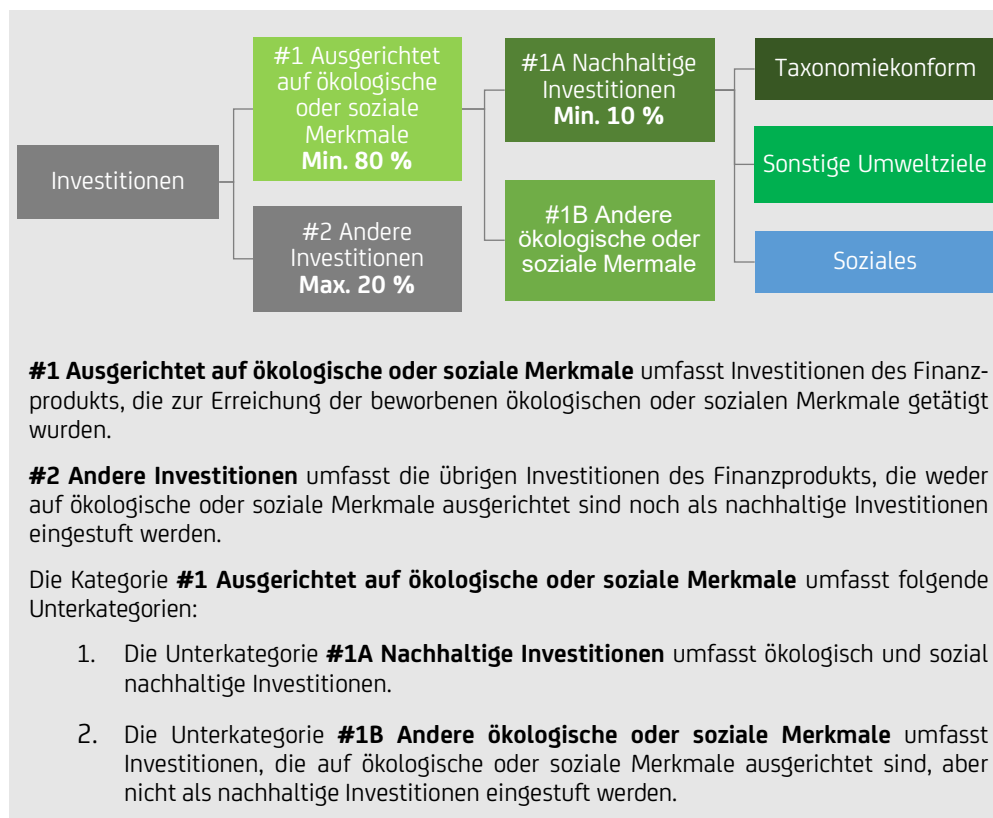 Investitionen
#1 Ausgerichtet
auf ökologische
oder soziale
Merkmale
Min. 80 %
#2 Andere
Investitionen
Max. 20 %
#1A Nachhaltige
Investitionen
Min. 10 %
#1B Andere
ökologische oder
soziale Mermale
Taxonomiekonform
Sonstige Umweltziele
Soziales
#1 Ausgerichtet auf ökologische oder soziale Merkmale umfasst Investitionen des Finanz-
produkts, die zur Erreichung der beworbenen ökologischen oder sozialen Merkmale getätigt
wurden.
#2 Andere Investitionen umfasst die übrigen Investitionen des Finanzprodukts, die weder
auf ökologische oder soziale Merkmale ausgerichtet sind noch als nachhaltige Investitionen
eingestuft werden.
Die Kategorie #1 Ausgerichtet auf ökologische oder soziale Merkmale umfasst folgende
Unterkategorien:
1. Die Unterkategorie #1A Nachhaltige Investitionen umfasst ökologisch und sozial
nachhaltige Investitionen.
2. Die Unterkategorie #1B Andere ökologische oder soziale Merkmale umfasst
Investitionen, die auf ökologische oder soziale Merkmale ausgerichtet sind, aber
nicht als nachhaltige Investitionen eingestuft werden.